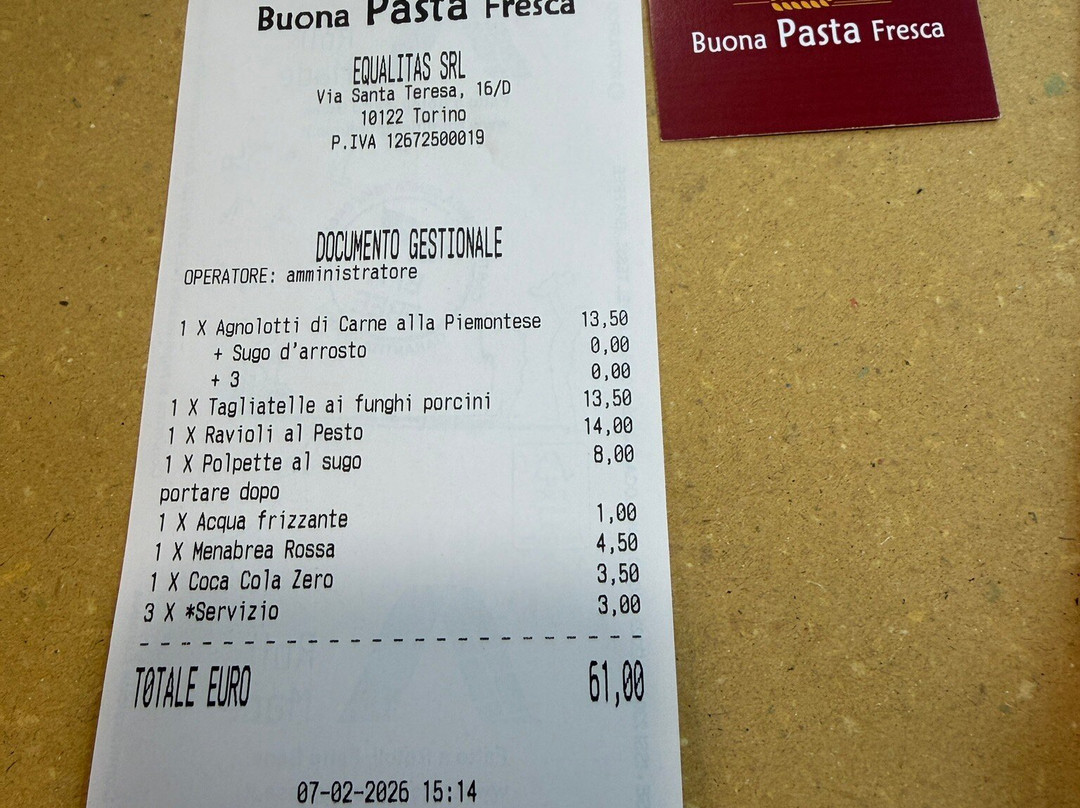 Buona Pasta Fresca
Buona Pasta Fresca
EQUALITAS SRL
Via Santa Teresa, 16/D
10122 Torino
P.IVA 12672500019
DOCUMENTO GESTIONALE
OPERATORE: amministratore
1 X Agnolotti di Carne alla Piemontese 13,50
+ Sugo d'arrosto 0,00
+ 3 0,00
1 X Tagliatelle ai funghi porcini 13,50
1 X Ravioli al Pesto 14,00
1 X Polpette al sugo 8,00
portare dopo
1 X Acqua frizzante 1,00
1 X Menabrea Rossa 4,50
1 X Coca Cola Zero 3,50
3 X *Servizio 3,00
TOTALE EURO 61,00
07-02-2026 15:14